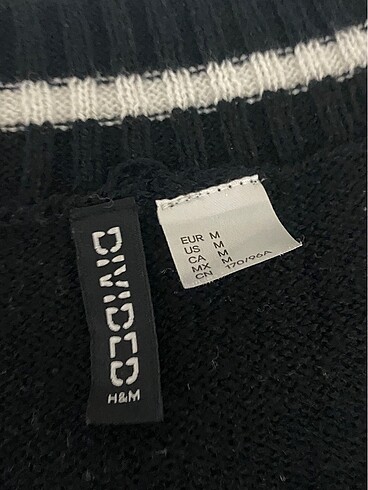 DIVIDED
H&M
EUR M
US M
CA M
MX M
CN 170/96A